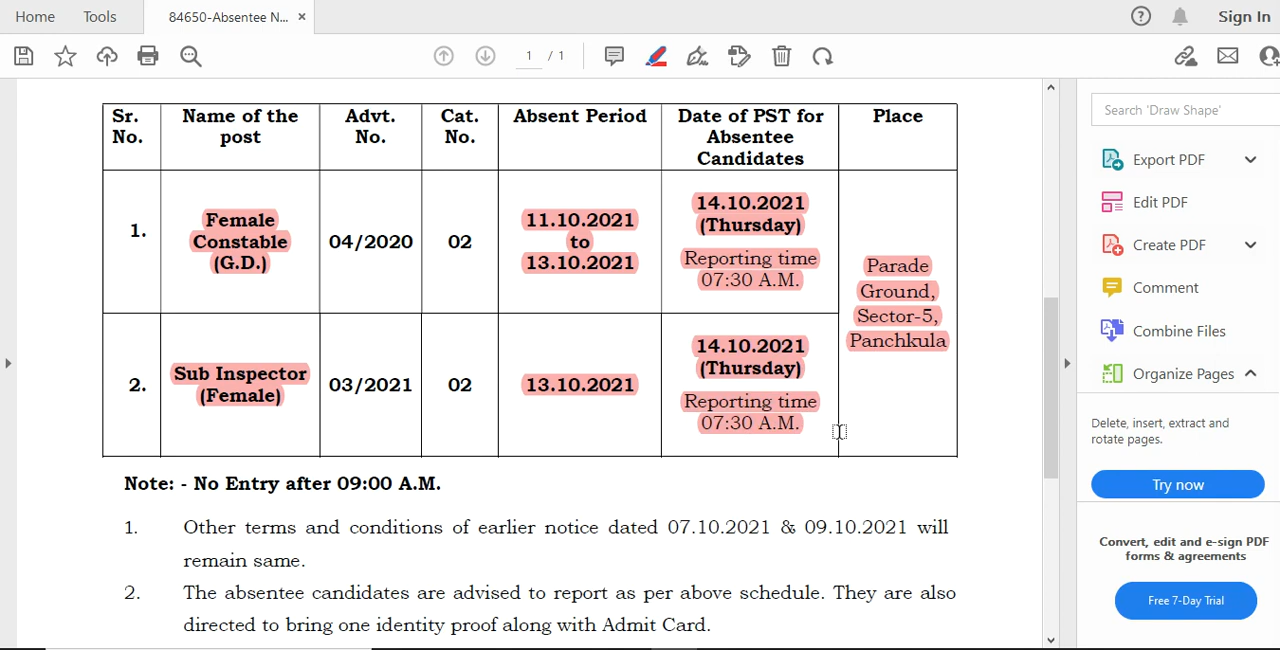 Home Tools 84650-Absentee N... × Sign In
1 / 1
Sr. No. Name of the post Advt. No. Cat. No. Absent Period Date of PST for Absentee Candidates Place
1. Female Constable (G.D.) 04/2020 02 11.10.2021 to 13.10.2021 14.10.2021 (Thursday) Reporting time 07:30 A.M. Parade Ground, Sector-5, Panchkula
2. Sub Inspector (Female) 03/2021 02 13.10.2021 14.10.2021 (Thursday) Reporting time 07:30 A.M.
Note: - No Entry after 09:00 A.M.
1. Other terms and conditions of earlier notice dated 07.10.2021 & 09.10.2021 will
remain same.
2. The absentee candidates are advised to report as per above schedule. They are also
directed to bring one identity proof along with Admit Card.
Search 'Draw Shape'
Export PDF
Edit PDF
Create PDF
Comment
Combine Files
Organize Pages
Delete, insert, extract and
rotate pages.
Try now
Convert, edit and e-sign PDF
forms & agreements
Free 7-Day Trial